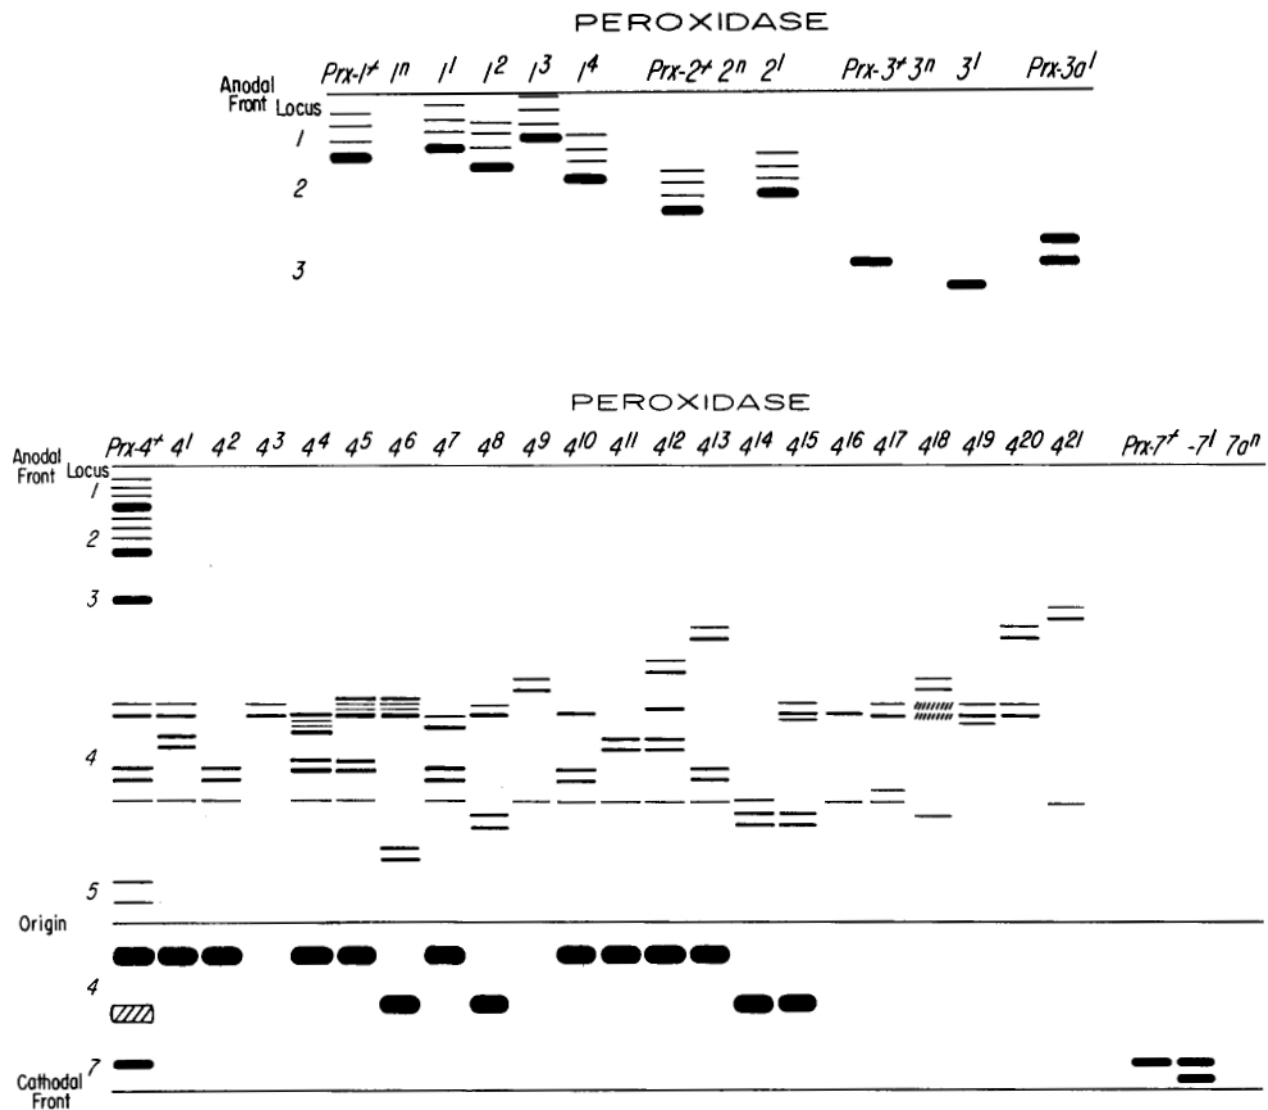 PEROXIDASE
Prx-1⁺ 1ⁿ 1¹ 1² 1³ 1⁴ Prx-2⁺ 2ⁿ 2¹ Prx-3⁺ 3ⁿ 3¹ Prx-3a¹
Anodal
Front Locus
1
2
3
PEROXIDASE
Prx-4⁺ 4¹ 4² 4³ 4⁴ 4⁵ 4⁶ 4⁷ 4⁸ 4⁹ 4¹⁰ 4¹¹ 4¹² 4¹³ 4¹⁴ 4¹⁵ 4¹⁶ 4¹⁷ 4¹⁸ 4¹⁹ 4²⁰ 4²¹ Prx-7⁺ -7¹ 7aⁿ
Anodal
Front Locus
1
2
3
4
5
Origin
4
7
Cathodal
Front